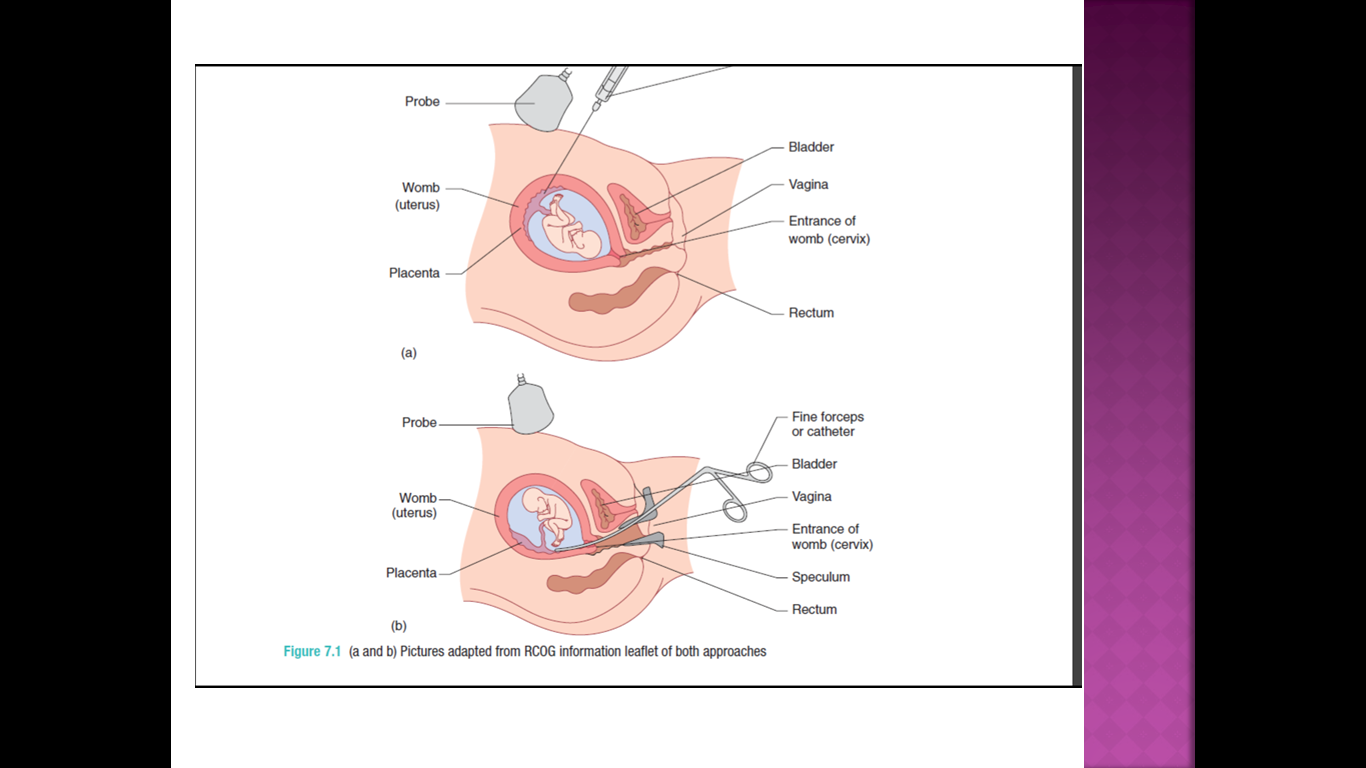 Probe
Bladder
Womb
(uterus)
Vagina
Entrance of
womb (cervix)
Placenta
Rectum
(a)
Probe
Fine forceps
or catheter
Bladder
Womb
(uterus)
Vagina
Entrance of
womb (cervix)
Placenta
Speculum
Rectum
(b)
Figure 7.1 (a and b) Pictures adapted from RCOG information leaflet of both approaches